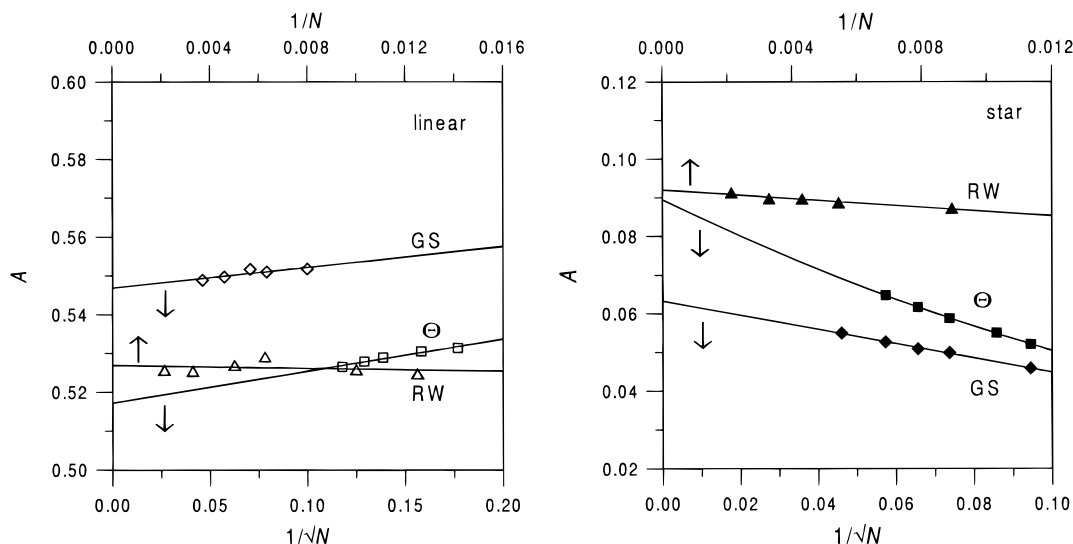 1/N
0.000 0.004 0.008 0.012 0.016
0.60
0.58
0.56
0.54
0.52
0.50
A
linear
GS
Θ
RW
0.00 0.05 0.10 0.15 0.20
1/√N
1/N
0.000 0.004 0.008 0.012
0.12
0.10
0.08
0.06
0.04
0.02
A
star
RW
Θ
GS
0.00 0.02 0.04 0.06 0.08 0.10
1/√N